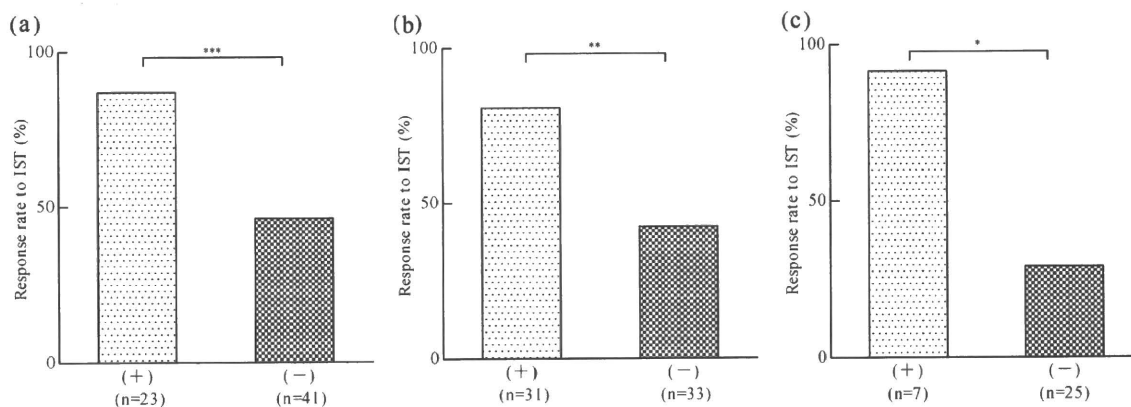 (a)
Response rate to IST (%)
100
50
0
***
(+)
(n=23)
(−)
(n=41)
(b)
Response rate to IST (%)
100
50
0
**
(+)
(n=31)
(−)
(n=33)
(c)
Response rate to IST (%)
100
50
0
*
(+)
(n=7)
(−)
(n=25)